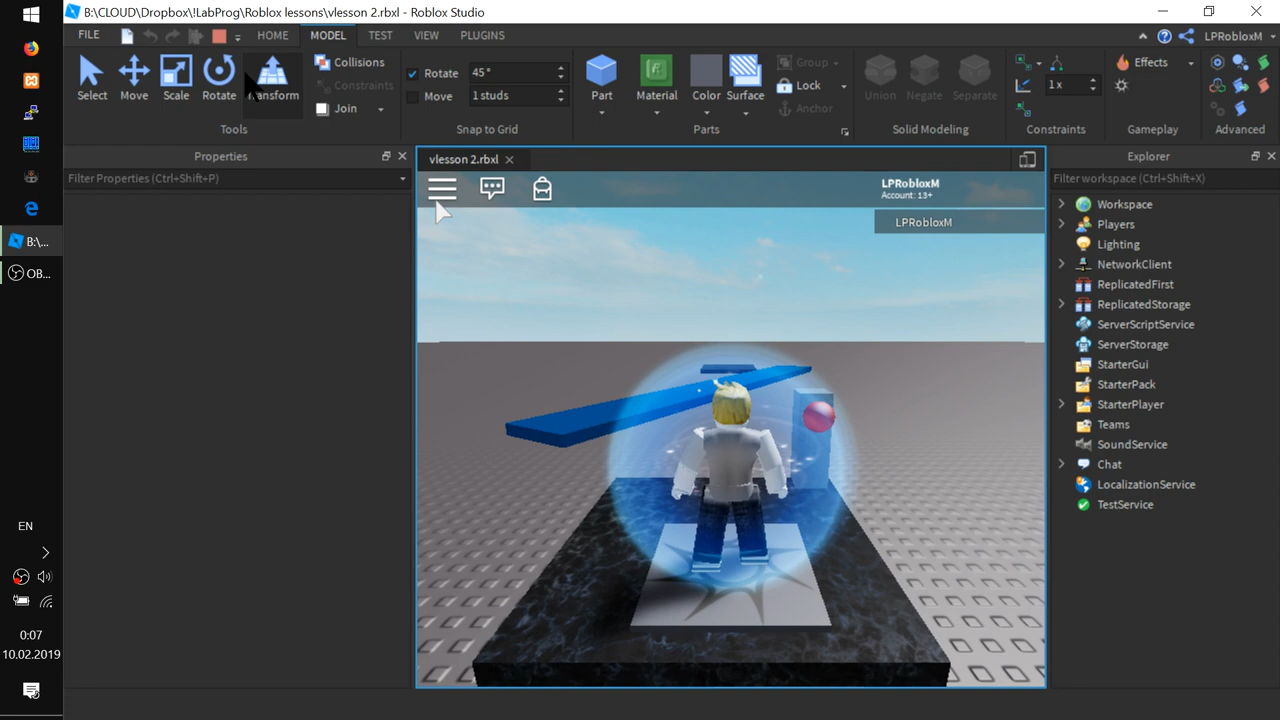 B:\CLOUD\Dropbox\!LabProg\Roblox lessons\vlesson 2.rbxl - Roblox Studio
FILE HOME MODEL TEST VIEW PLUGINS LPRobloxM
Select Move Scale Rotate Transform
Collisions
Constraints
Join
Tools
Rotate 45°
Move 1 studs
Snap to Grid
Part Material Color Surface
Group
Lock
Anchor
Parts
Union Negate Separate
Solid Modeling
1 x
Constraints
Effects
Gameplay
Advanced
Properties
Filter Properties (Ctrl+Shift+P)
vlesson 2.rbxl
LPRobloxM
Account: 13+
LPRobloxM
Explorer
Filter workspace (Ctrl+Shift+X)
Workspace
Players
Lighting
NetworkClient
ReplicatedFirst
ReplicatedStorage
ServerScriptService
ServerStorage
StarterGui
StarterPack
StarterPlayer
Teams
SoundService
Chat
LocalizationService
TestService
B:\...
OB...
EN
0:07
10.02.2019